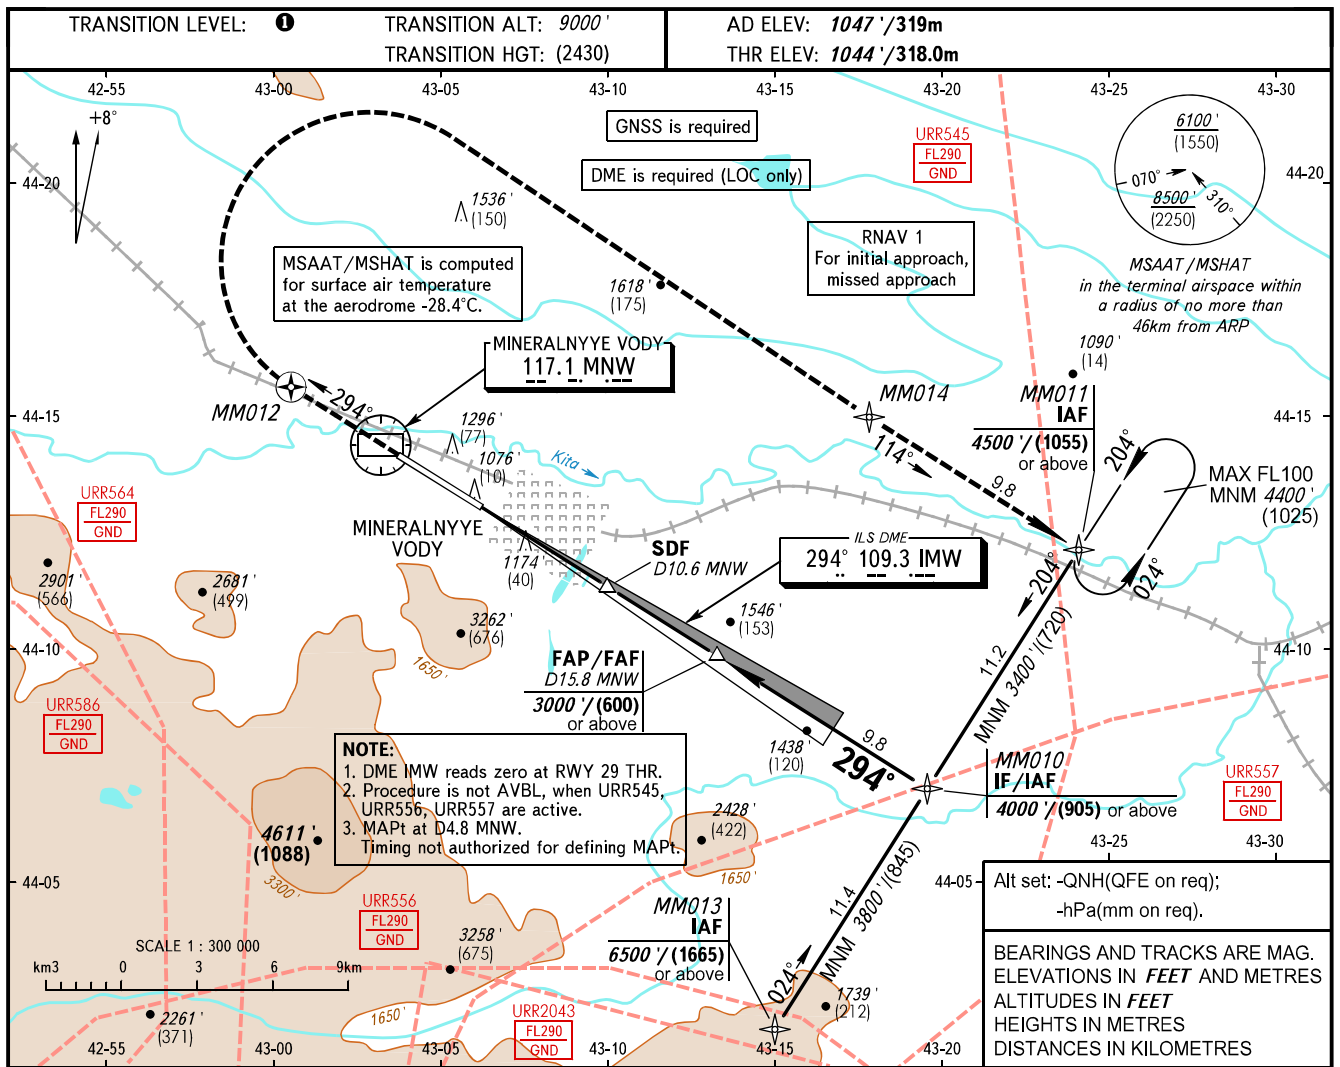 TRANSITION LEVEL: ❶
TRANSITION ALT: 9000'
TRANSITION HGT: (2430)
AD ELEV: 1047'/319m
THR ELEV: 1044'/318.0m
42-55 43-00 43-05 43-10 43-15 43-20 43-25 43-30
+8°
GNSS is required
DME is required (LOC only)
URR545
FL290
GND
6100'
(1550)
070°
310°
8500'
(2250)
44-20
44-20
1536'
(150)
RNAV 1
For initial approach,
missed approach
MSAAT/MSHAT is computed
for surface air temperature
at the aerodrome -28.4°C.
MSAAT/MSHAT
in the terminal airspace within
a radius of no more than
46km from ARP
1618'
(175)
1090'
(14)
MINERALNYYE VODY
117.1 MNW
MM012
294°
MM014
MM011
IAF
4500'/(1055)
or above
44-15
44-15
1296'
(77)
1076'
(10)
Kita
114°
9.8
204°
MAX FL100
MNM 4400'
(1025)
URR564
FL290
GND
MINERALNYYE
VODY
1174'
(40)
SDF
D10.6 MNW
ILS DME
294° 109.3 IMW
204°
024°
2901'
(566)
2681'
(499)
3262'
(676)
1650'
1546'
(153)
11.2
MNM 3400'/(720)
44-10
44-10
FAP/FAF
D15.8 MNW
3000'/(600)
or above
URR586
FL290
GND
1438'
(120)
9.8
294°
NOTE:
1. DME IMW reads zero at RWY 29 THR.
2. Procedure is not AVBL, when URR545,
URR556, URR557 are active.
3. MAPt at D4.8 MNW.
Timing not authorized for defining MAPt.
MM010
IF/IAF
4000'/(905) or above
URR557
FL290
GND
4611'
(1088)
3300'
2428'
(422)
1650'
43-25 43-30
44-05
44-05
11.4
MNM 3800'/(845)
Alt set: -QNH(QFE on req);
-hPa(mm on req).
URR556
FL290
GND
MM013
IAF
6500'/(1665)
or above
3258'
(675)
SCALE 1 : 300 000
km3 0 3 6 9km
024°
BEARINGS AND TRACKS ARE MAG.
ELEVATIONS IN FEET AND METRES
ALTITUDES IN FEET
HEIGHTS IN METRES
DISTANCES IN KILOMETRES
2261'
(371)
1650'
URR2043
FL290
GND
1739'
(212)
42-55 43-00 43-05 43-10 43-15 43-20